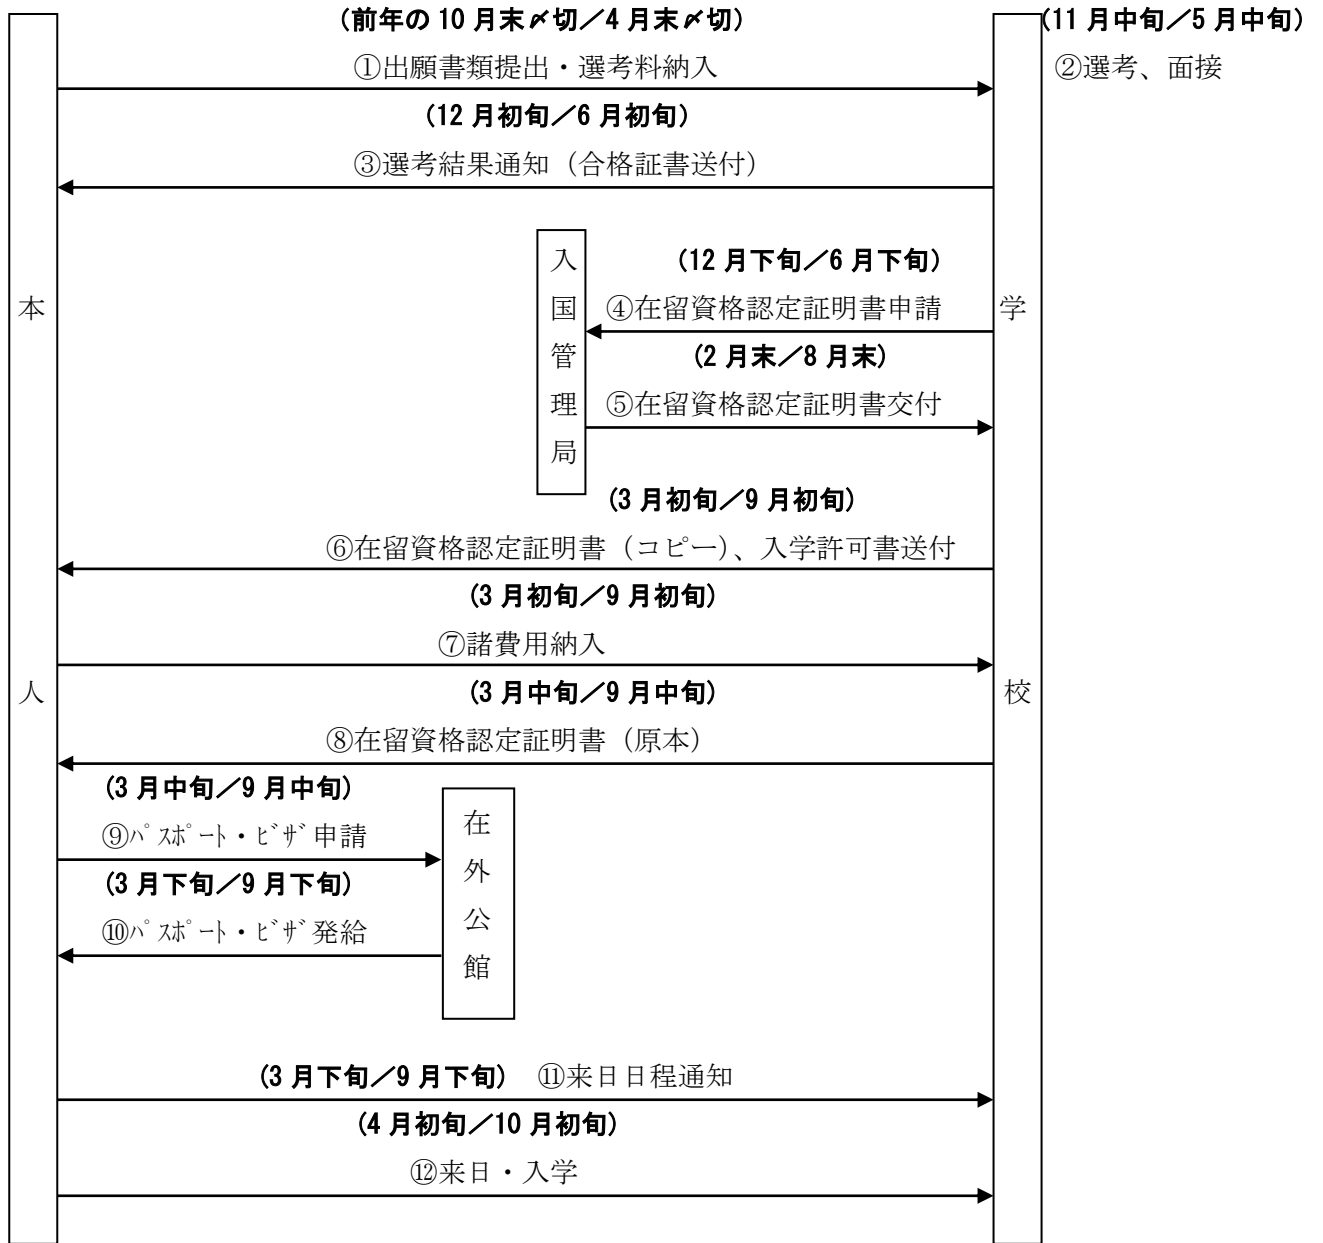 (前年の10月末〆切／4月末〆切)
(11月中旬／5月中旬)
①出願書類提出・選考料納入
②選考、面接
(12月初旬／6月初旬)
③選考結果通知（合格証書送付）
入国管理局
(12月下旬／6月下旬)
本人
④在留資格認定証明書申請
学校
(2月末／8月末)
⑤在留資格認定証明書交付
(3月初旬／9月初旬)
⑥在留資格認定証明書（コピー）、入学許可書送付
(3月初旬／9月初旬)
⑦諸費用納入
(3月中旬／9月中旬)
⑧在留資格認定証明書（原本）
(3月中旬／9月中旬)
在外公館
⑨ﾊﾟｽﾎﾟｰﾄ・ﾋﾞｻﾞ申請
(3月下旬／9月下旬)
⑩ﾊﾟｽﾎﾟｰﾄ・ﾋﾞｻﾞ発給
(3月下旬／9月下旬)　⑪来日日程通知
(4月初旬／10月初旬)
⑫来日・入学